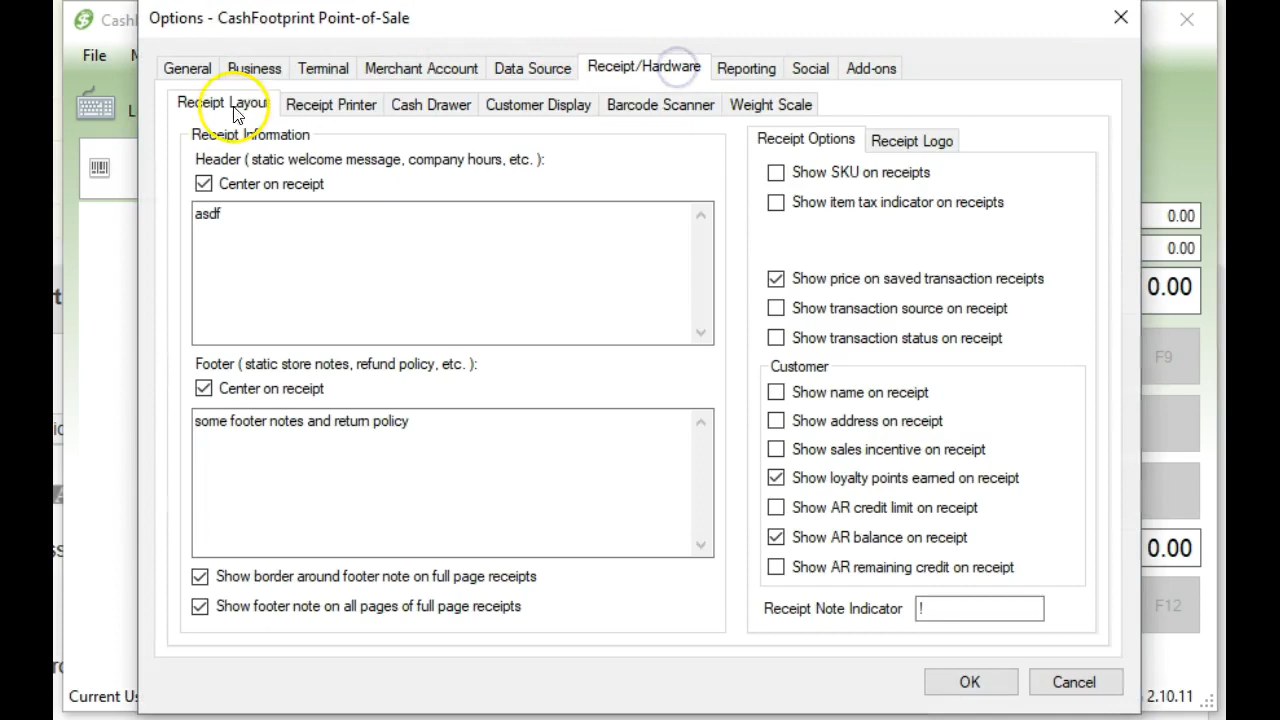 Cash
Options - CashFootprint Point-of-Sale
File
General
Business
Terminal
Merchant Account
Data Source
Receipt/Hardware
Reporting
Social
Add-ons
Receipt Layout
Receipt Printer
Cash Drawer
Customer Display
Barcode Scanner
Weight Scale
Receipt Information
Header ( static welcome message, company hours, etc. ):
Center on receipt
asdf
Footer ( static store notes, refund policy, etc. ):
Center on receipt
some footer notes and return policy
Show border around footer note on full page receipts
Show footer note on all pages of full page receipts
Receipt Options
Receipt Logo
Show SKU on receipts
Show item tax indicator on receipts
Show price on saved transaction receipts
Show transaction source on receipt
Show transaction status on receipt
Customer
Show name on receipt
Show address on receipt
Show sales incentive on receipt
Show loyalty points earned on receipt
Show AR credit limit on receipt
Show AR balance on receipt
Show AR remaining credit on receipt
Receipt Note Indicator !
OK
Cancel
0.00
0.00
0.00
F9
0.00
F12
Current Us
2.10.11